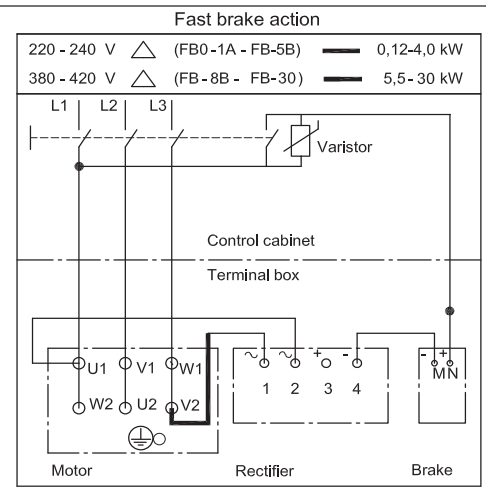 Fast brake action
220 - 240 V △ (FB0-1A - FB-5B) 0,12-4,0 kW
380 - 420 V △ (FB-8B - FB-30) 5,5- 30 kW
L1 L2 L3
Varistor
Control cabinet
Terminal box
~ ~ + - - +
U1 V1 W1 MN
1 2 3 4
W2 U2 V2
Motor Rectifier Brake